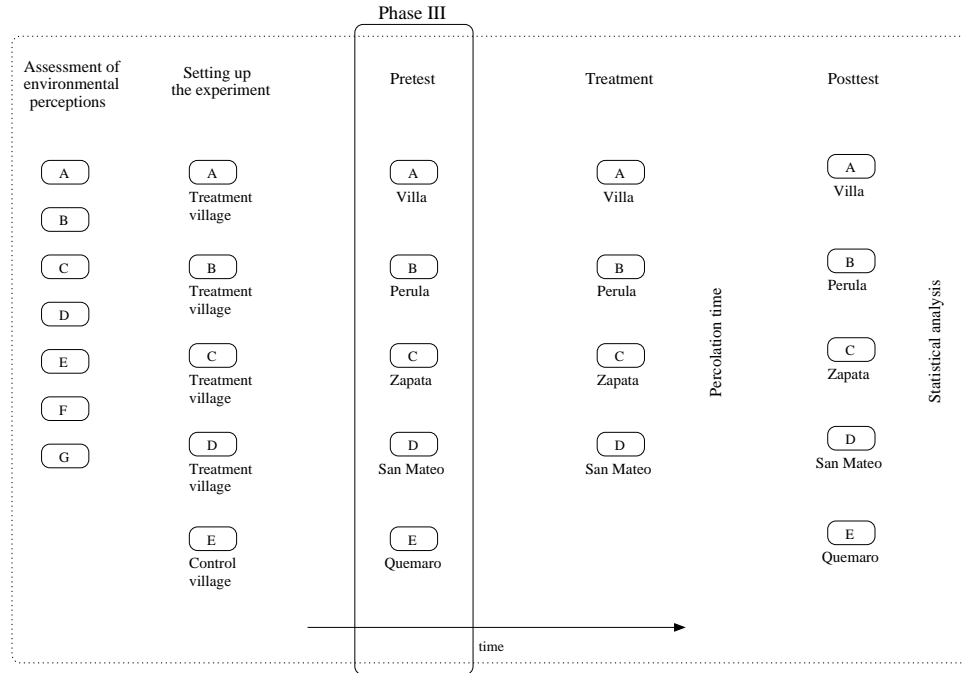 Phase III
Assessment of
environmental
perceptions
Setting up
the experiment
Pretest
Treatment
Posttest
A
B
C
D
E
F
G
A
Treatment
village
B
Treatment
village
C
Treatment
village
D
Treatment
village
E
Control
village
A
Villa
B
Perula
C
Zapata
D
San Mateo
E
Quemaro
A
Villa
B
Perula
C
Zapata
D
San Mateo
Percolation time
A
Villa
B
Perula
C
Zapata
D
San Mateo
E
Quemaro
Statistical analysis
time